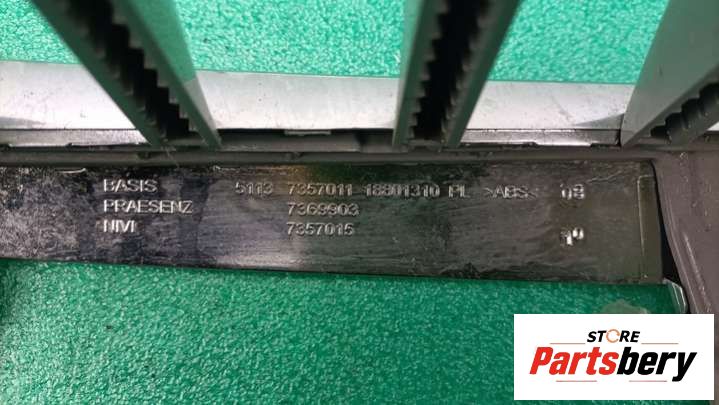 BASIS 5113 7357011 18801310 PL >ABS< 08
PRAESENZ 7369903
NIVI 7357015
STORE
Partsbery